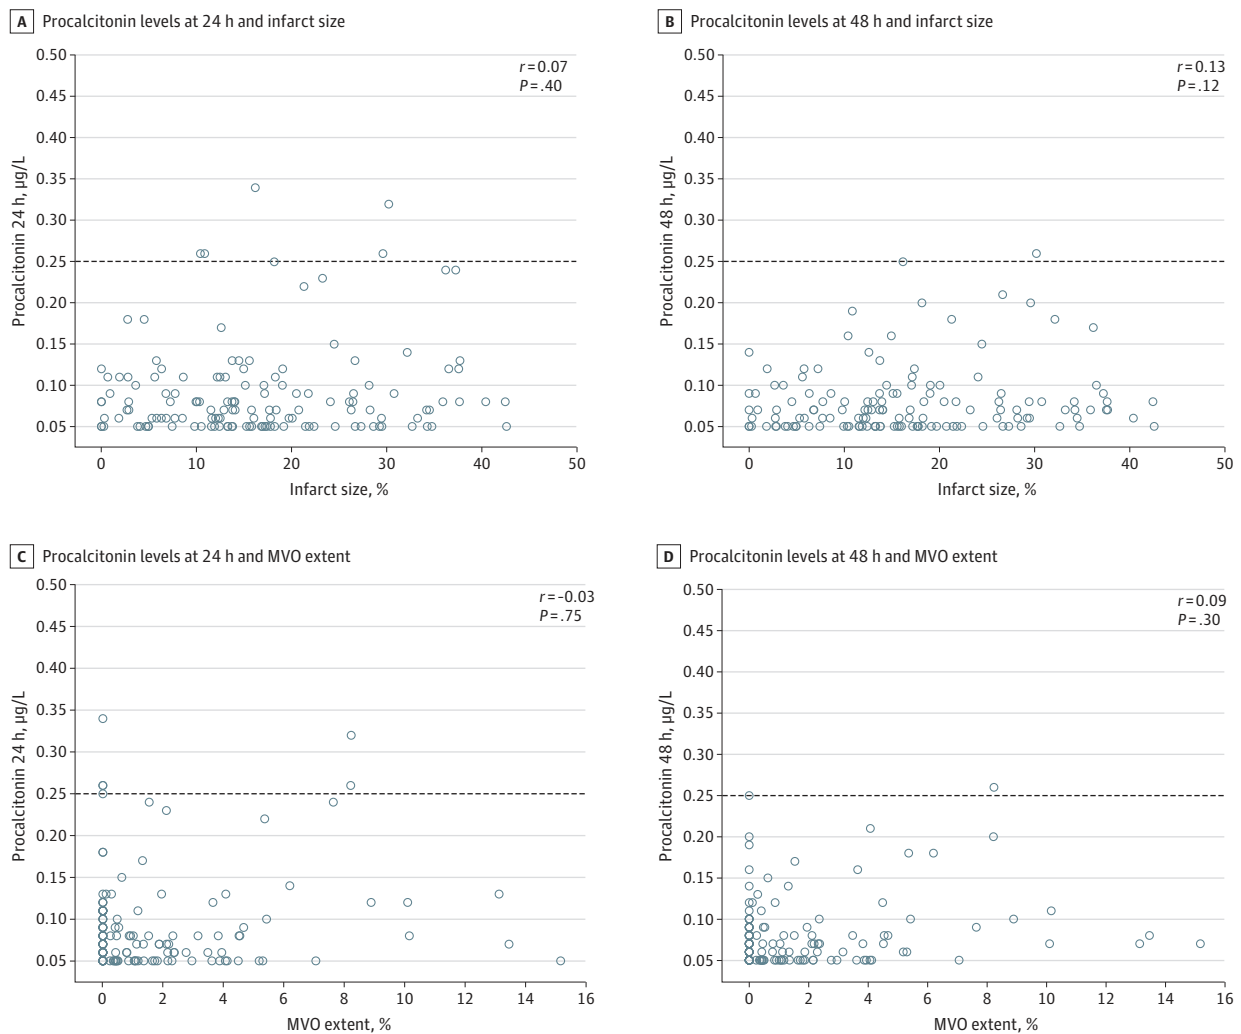 A Procalcitonin levels at 24 h and infarct size
0.50
0.45
0.40
0.35
0.30
0.25
0.20
0.15
0.10
0.05
Procalcitonin 24 h, µg/L
r = 0.07
P = .40
0 10 20 30 40 50
Infarct size, %
B Procalcitonin levels at 48 h and infarct size
0.50
0.45
0.40
0.35
0.30
0.25
0.20
0.15
0.10
0.05
Procalcitonin 48 h, µg/L
r = 0.13
P = .12
0 10 20 30 40 50
Infarct size, %
C Procalcitonin levels at 24 h and MVO extent
0.50
0.45
0.40
0.35
0.30
0.25
0.20
0.15
0.10
0.05
Procalcitonin 24 h, µg/L
r = -0.03
P = .75
0 2 4 6 8 10 12 14 16
MVO extent, %
D Procalcitonin levels at 48 h and MVO extent
0.50
0.45
0.40
0.35
0.30
0.25
0.20
0.15
0.10
0.05
Procalcitonin 48 h, µg/L
r = 0.09
P = .30
0 2 4 6 8 10 12 14 16
MVO extent, %